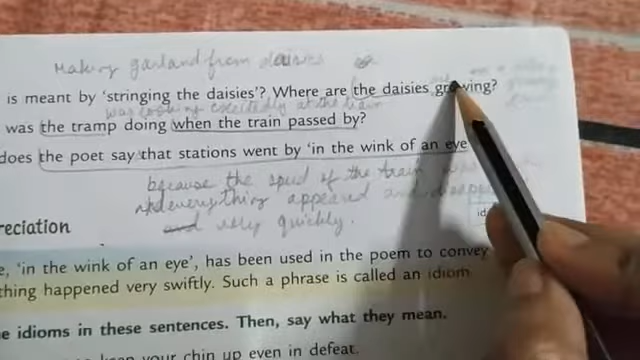 Making garland from daisies
is meant by 'stringing the daisies'? Where are the daisies growing?
was looking excitedly at the train
was the tramp doing when the train passed by?
does the poet say that stations went by 'in the wink of an eye
because the speed of the train
and everything appeared and
and very quickly.
reciation
id
e, 'in the wink of an eye', has been used in the poem to convey
thing happened very swiftly. Such a phrase is called an idiom
e idioms in these sentences. Then, say what they mean.
keep your chin up even in defeat.